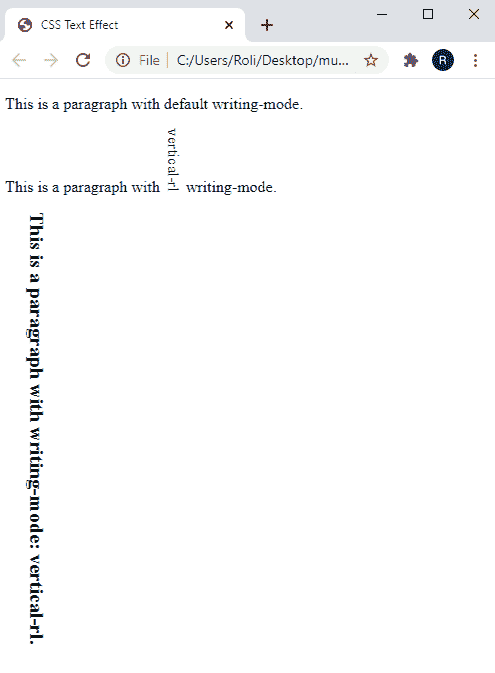 CSS Text Effect
File | C:/Users/Roli/Desktop/mu...
R
This is a paragraph with default writing-mode.
This is a paragraph with vertical-rl writing-mode.
This is a paragraph with writing-mode: vertical-rl.